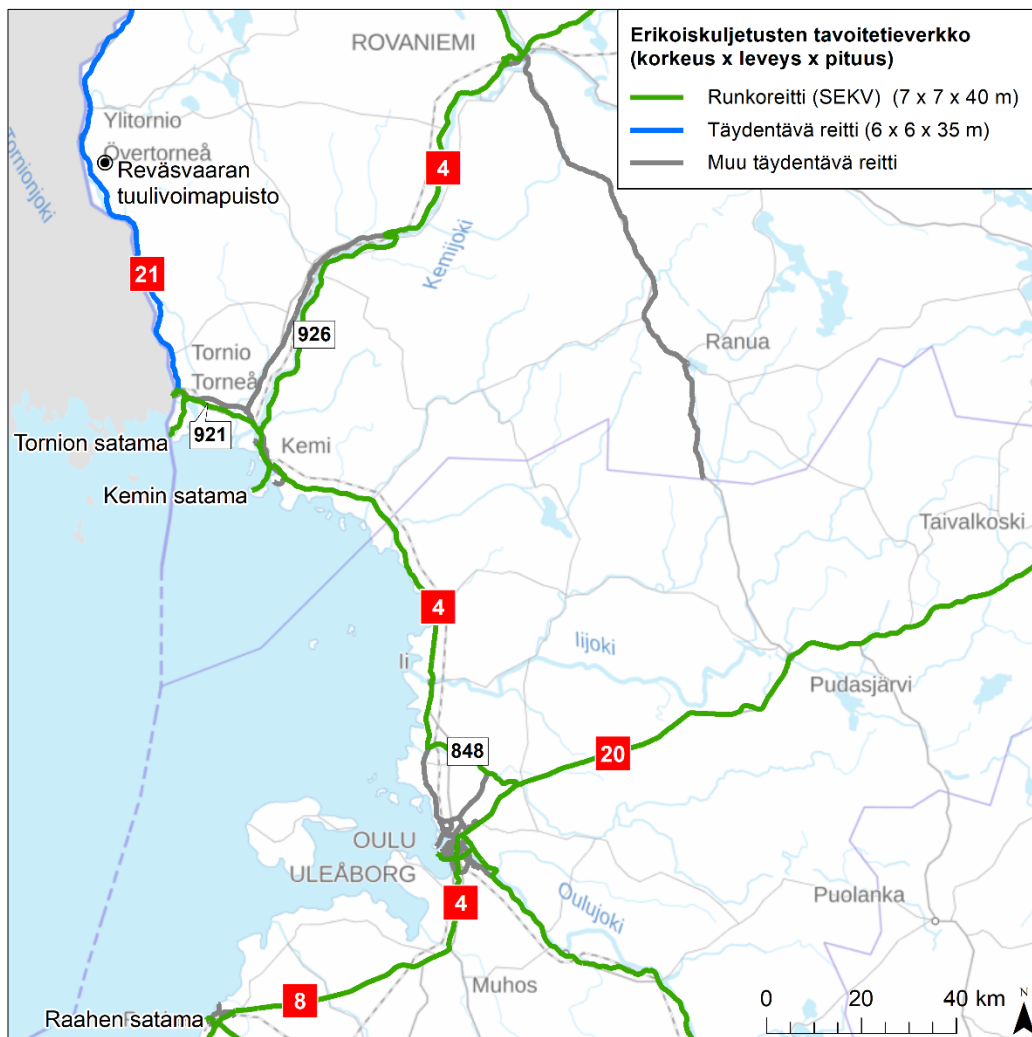 Erikoiskuljetusten tavoitetieverkko
(korkeus x leveys x pituus)
Runkoreitti (SEKV) (7 x 7 x 40 m)
Täydentävä reitti (6 x 6 x 35 m)
Muu täydentävä reitti
ROVANIEMI
Ylitornio
Övertorneå
Reväsvaaran
tuulivoimapuisto
Tornionjoki
4
Kemijoki
21
926
Ranua
Tornio
Torneå
921
Tornion satama
Kemi
Kemin satama
Taivalkoski
4
Iijoki
Ii
Pudasjärvi
848
20
OULU
ULEÅBORG
Oulujoki
Puolanka
4
Muhos
8
Raahen satama
0 20 40 km
N